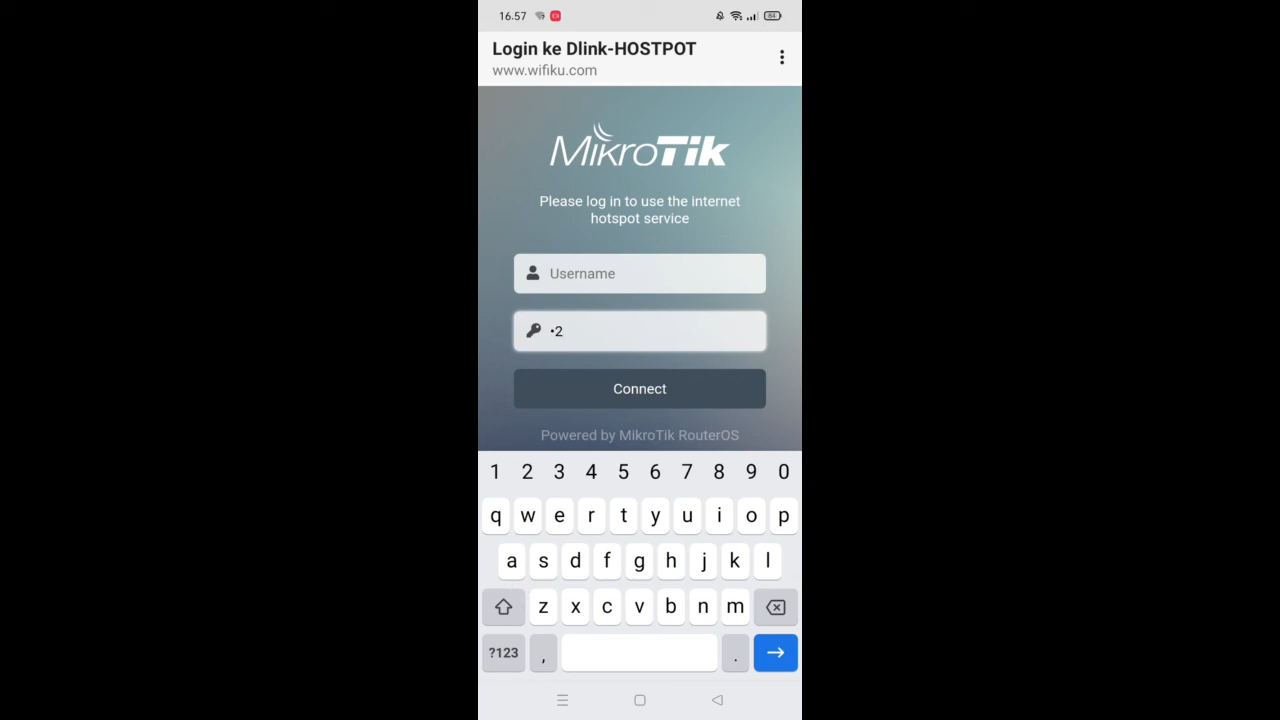 16.57 84
Login ke Dlink-HOSTPOT
www.wifiku.com
MikroTik
Please log in to use the internet
hotspot service
Username
•2
Connect
Powered by MikroTik RouterOS
1 2 3 4 5 6 7 8 9 0
q w e r t y u i o p
a s d f g h j k l
z x c v b n m
?123 , .